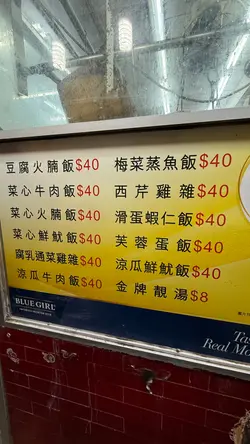 豆腐火腩飯$40
菜心牛肉飯$40
菜心火腩飯$40
菜心鮮魷飯$40
腐乳通菜雞雜$40
涼瓜牛肉飯$40
梅菜蒸魚飯$40
西芹雞雜$40
滑蛋蝦仁飯$40
芙蓉蛋飯$40
涼瓜鮮魷飯$40
金牌靚湯$8
BLUE GIRL
Real